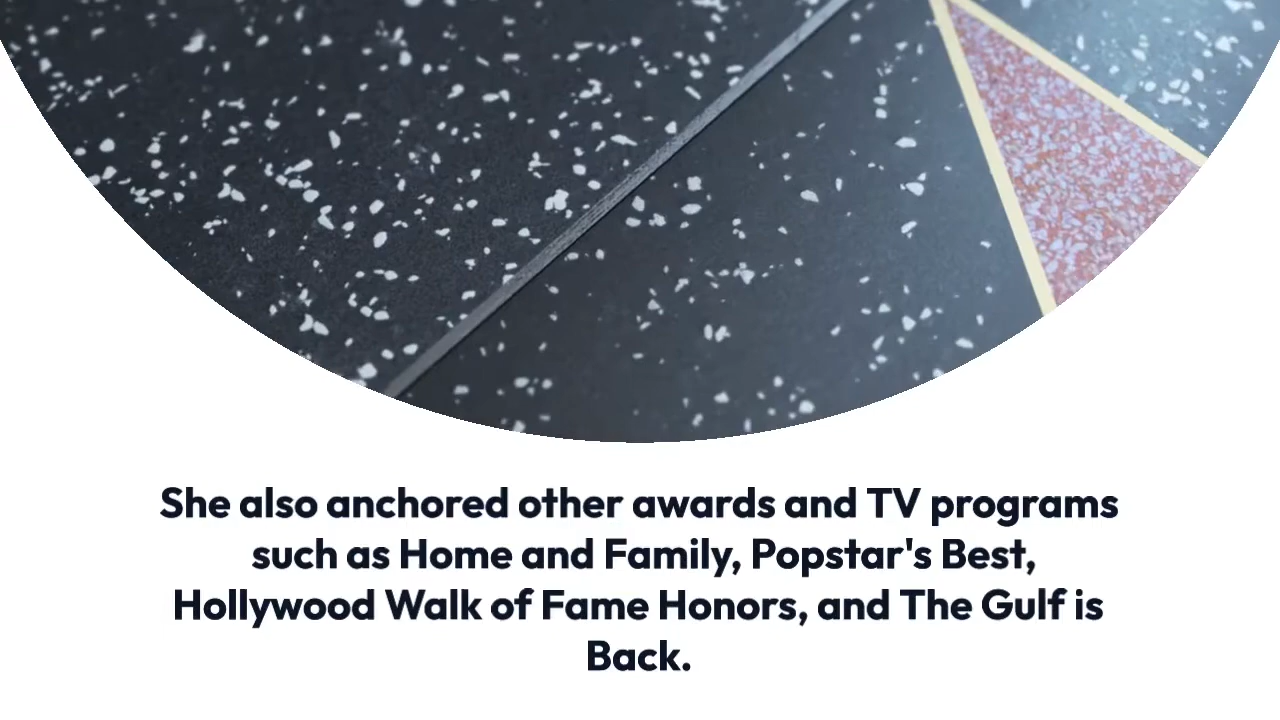 She also anchored other awards and TV programs
such as Home and Family, Popstar's Best,
Hollywood Walk of Fame Honors, and The Gulf is
Back.